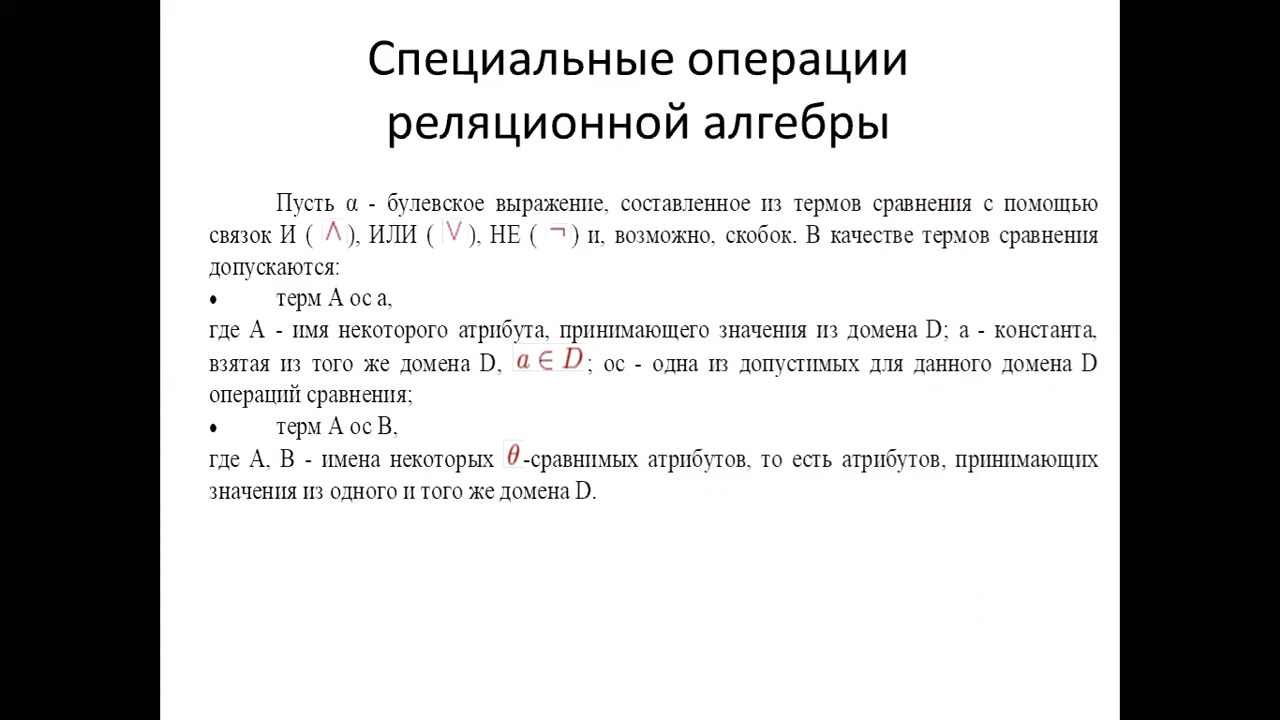 Специальные операции
реляционной алгебры
Пусть α - булевское выражение, составленное из термов сравнения с помощью
связок И ( ∧ ), ИЛИ ( ∨ ), НЕ ( ¬ ) и, возможно, скобок. В качестве термов сравнения
допускаются:
• терм А ос а,
где А - имя некоторого атрибута, принимающего значения из домена D; а - константа,
взятая из того же домена D, a ∈ D ; ос - одна из допустимых для данного домена D
операций сравнения;
• терм А ос В,
где А, В - имена некоторых θ-сравнимых атрибутов, то есть атрибутов, принимающих
значения из одного и того же домена D.